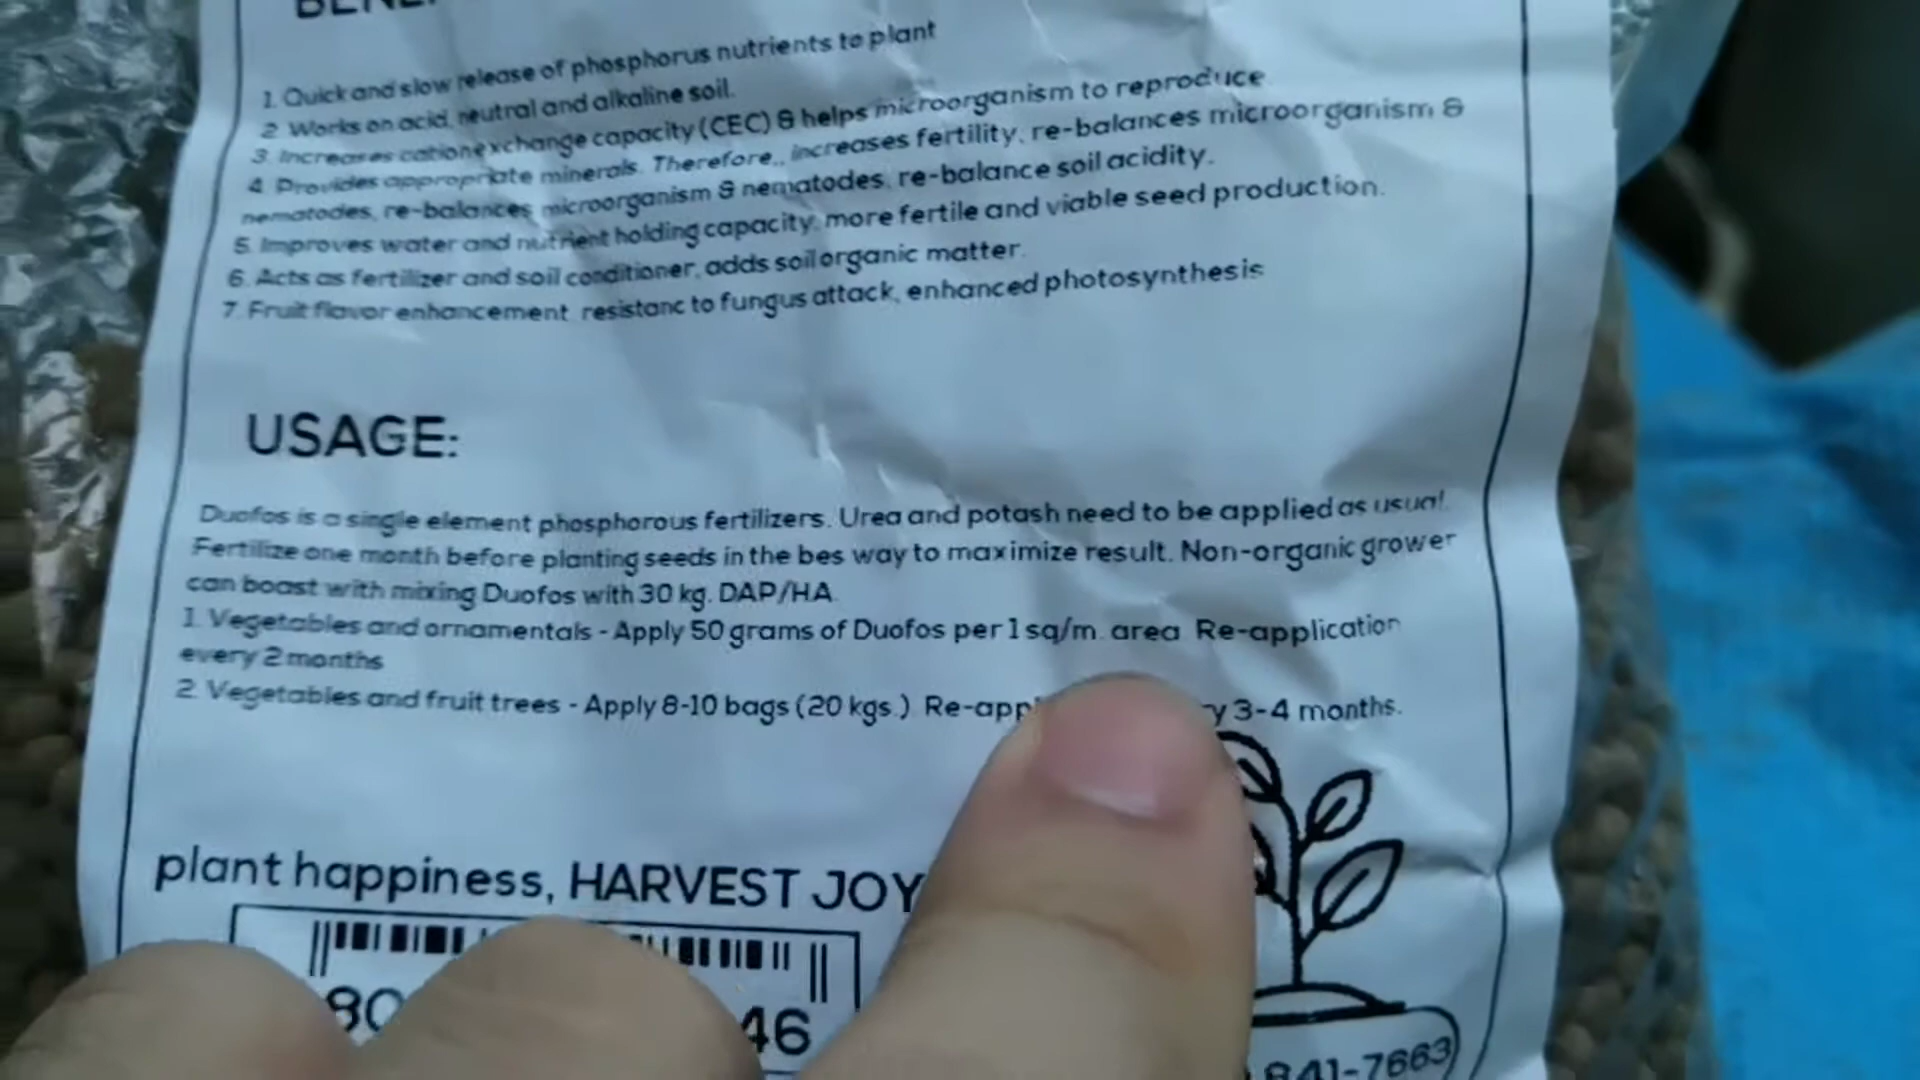 1. Quick and slow release of phosphorus nutrients to plant
2. Works on acid, neutral and alkaline soil.
3. Increases cation exchange capacity (CEC) & helps microorganism to reproduce
4. Provides appropriate minerals. Therefore,, increases fertility, re-balances microorganism &
nematodes, re-balances microorganism & nematodes, re-balance soil acidity.
5. Improves water and nutrient holding capacity, more fertile and viable seed production.
6. Acts as fertilizer and soil conditioner, adds soil organic matter.
7. Fruit flavor enhancement resistanc to fungus attack, enhanced photosynthesis
USAGE:
Duofos is a single element phosphorous fertilizers. Urea and potash need to be applied as usual.
Fertilize one month before planting seeds in the bes way to maximize result. Non-organic grower
can boast with mixing Duofos with 30 kg. DAP/HA.
1. Vegetables and ornamentals - Apply 50 grams of Duofos per 1 sq/m. area Re-application
every 2 months
2. Vegetables and fruit trees - Apply 8-10 bags (20 kgs.) 3-4 months.
plant happiness, HARVEST JOY
80 46
841-7663